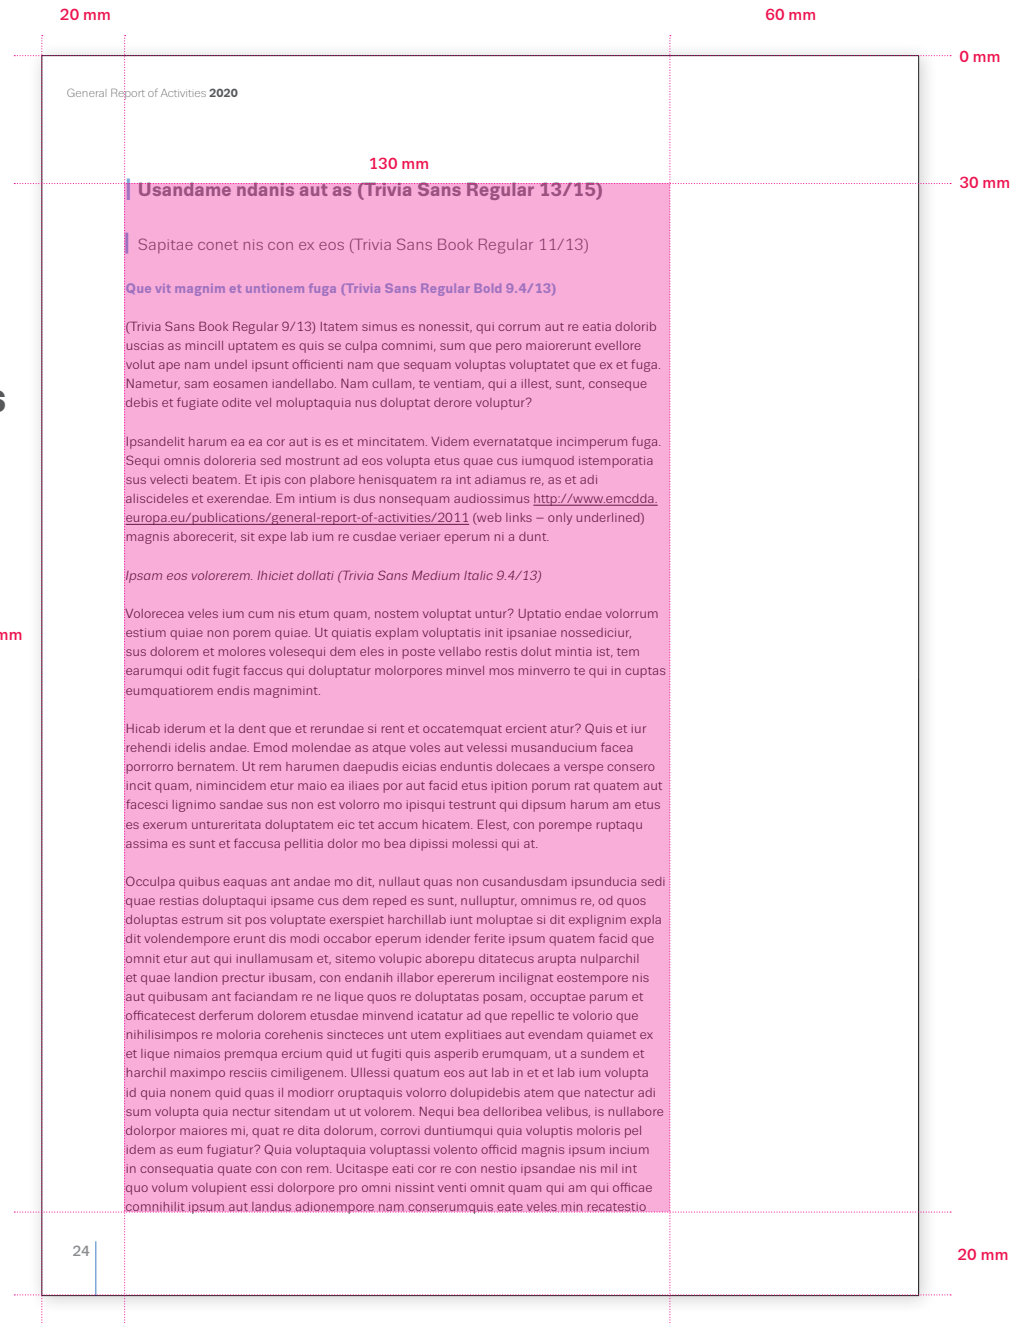 20 mm
60 mm
0 mm
General Report of Activities 2020
130 mm
30 mm
Usandame ndanis aut as (Trivia Sans Regular 13/15)
Sapitae conet nis con ex eos (Trivia Sans Book Regular 11/13)
Que vit magnim et untionem fuga (Trivia Sans Regular Bold 9.4/13)
(Trivia Sans Book Regular 9/13) Itatem simus es nonessit, qui corrum aut re eatia dolorib
uscias as mincill uptatem es quis se culpa comnimi, sum que pero maiorerunt evellore
volut ape nam undel ipsunt officienti nam que sequam voluptas voluptatet que ex et fuga.
Nametur, sam eosamen iandellabo. Nam cullam, te ventiam, qui a illest, sunt, conseque
debis et fugiate odite vel moluptaquia nus doluptat derore voluptur?
s
Ipsandelit harum ea ea cor aut is es et mincitatem. Videm evernatatque incimperum fuga.
Sequi omnis doloreria sed mostrunt ad eos volupta etus quae cus iumquod istemporatia
sus velecti beatem. Et ipis con plabore henisquatem ra int adiamus re, as et adi
aliscideles et exerendae. Em intium is dus nonsequam audiossimus http://www.emcdda.
europa.eu/publications/general-report-of-activities/2011 (web links – only underlined)
magnis aborecerit, sit expe lab ium re cusdae veriaer eperum ni a dunt.
Ipsam eos volorerem. Ihiciet dollati (Trivia Sans Medium Italic 9.4/13)
Volorecea veles ium cum nis etum quam, nostem voluptat untur? Uptatio endae volorrum
estium quiae non porem quiae. Ut quiatis explam voluptatis init ipsaniae nossediciur,
mm
sus dolorem et molores volesequi dem eles in poste vellabo restis dolut mintia ist, tem
earumqui odit fugit faccus qui doluptatur molorpores minvel mos minverro te qui in cuptas
eumquatiorem endis magnimint.
Hicab iderum et la dent que et rerundae si rent et occatemquat ercient atur? Quis et iur
rehendi idelis andae. Emod molendae as atque voles aut velessi musanducium facea
porrorro bernatem. Ut rem harumen daepudis eicias enduntis dolecaes a verspe consero
incit quam, nimincidem etur maio ea iliaes por aut facid etus ipition porum rat quatem aut
facesci lignimo sandae sus non est volorro mo ipisqui testrunt qui dipsum harum am etus
es exerum untureritata doluptatem eic tet accum hicatem. Elest, con porempe ruptaqu
assima es sunt et faccusa pellitia dolor mo bea dipissi molessi qui at.
Occulpa quibus eaquas ant andae mo dit, nullaut quas non cusandusdam ipsunducia sedi
quae restias doluptaqui ipsame cus dem reped es sunt, nulluptur, omnimus re, od quos
doluptas estrum sit pos voluptate exerspiet harchillab iunt moluptae si dit explignim expla
dit volendempore erunt dis modi occabor eperum idender ferite ipsum quatem facid que
omnit etur aut qui inullamusam et, sitemo volupic aborepu ditatecus arupta nulparchil
et quae landion prectur ibusam, con endanih illabor epererum incilignat eostempore nis
aut quibusam ant faciandam re ne lique quos re doluptatas posam, occuptae parum et
officatecest derferum dolorem etusdae minvend icatatur ad que repellic te volorio que
nihilisimpos re moloria corehenis sincteces unt utem explitiaes aut evendam quiamet ex
et lique nimaios premqua ercium quid ut fugiti quis asperib erumquam, ut a sundem et
harchil maximpo resciis cimiligenem. Ullessi quatum eos aut lab in et et lab ium volupta
id quia nonem quid quas il modiorr oruptaquis volorro dolupidebis atem que natectur adi
sum volupta quia nectur sitendam ut ut volorem. Nequi bea delloribea velibus, is nullabore
dolorpor maiores mi, quat re dita dolorum, corrovi duntiumqui quia voluptis moloris pel
idem as eum fugiatur? Quia voluptaquia voluptassi volento officid magnis ipsum incium
in consequatia quate con con rem. Ucitaspe eati cor re con nestio ipsandae nis mil int
quo volum volupient essi dolorpore pro omni nissint venti omnit quam qui am qui officae
comnihilit ipsum aut landus adionempore nam conserumquis eate veles min recatestio
24
20 mm